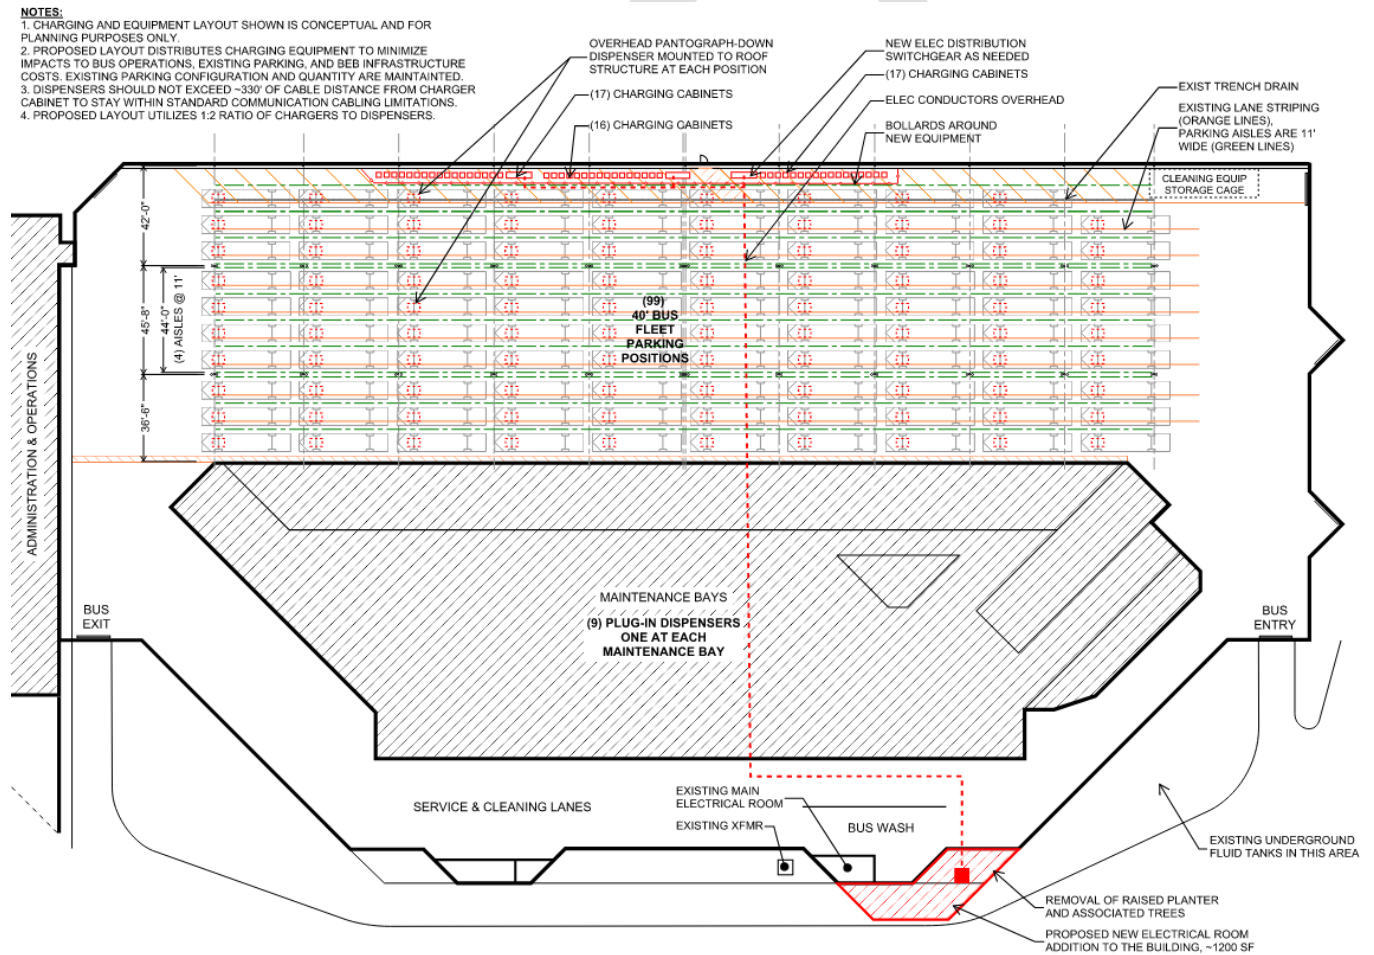 NOTES:
1. CHARGING AND EQUIPMENT LAYOUT SHOWN IS CONCEPTUAL AND FOR
PLANNING PURPOSES ONLY.
2. PROPOSED LAYOUT DISTRIBUTES CHARGING EQUIPMENT TO MINIMIZE
IMPACTS TO BUS OPERATIONS, EXISTING PARKING, AND BEB INFRASTRUCTURE
COSTS. EXISTING PARKING CONFIGURATION AND QUANTITY ARE MAINTAINTED.
3. DISPENSERS SHOULD NOT EXCEED ~330' OF CABLE DISTANCE FROM CHARGER
CABINET TO STAY WITHIN STANDARD COMMUNICATION CABLING LIMITATIONS.
4. PROPOSED LAYOUT UTILIZES 1:2 RATIO OF CHARGERS TO DISPENSERS.
OVERHEAD PANTOGRAPH-DOWN
DISPENSER MOUNTED TO ROOF
STRUCTURE AT EACH POSITION
(17) CHARGING CABINETS
(16) CHARGING CABINETS
NEW ELEC DISTRIBUTION
SWITCHGEAR AS NEEDED
(17) CHARGING CABINETS
ELEC CONDUCTORS OVERHEAD
BOLLARDS AROUND
NEW EQUIPMENT
EXIST TRENCH DRAIN
EXISTING LANE STRIPING
(ORANGE LINES),
PARKING AISLES ARE 11'
WIDE (GREEN LINES)
CLEANING EQUIP
STORAGE CAGE
42'-0"
45'-8"
44'-0"
(4) AISLES @ 11'
36'-6"
(99)
40' BUS
FLEET
PARKING
POSITIONS
ADMINISTRATION & OPERATIONS
MAINTENANCE BAYS
(9) PLUG-IN DISPENSERS
ONE AT EACH
MAINTENANCE BAY
BUS
EXIT
BUS
ENTRY
SERVICE & CLEANING LANES
EXISTING MAIN
ELECTRICAL ROOM
EXISTING XFMR
BUS WASH
EXISTING UNDERGROUND
FLUID TANKS IN THIS AREA
REMOVAL OF RAISED PLANTER
AND ASSOCIATED TREES
PROPOSED NEW ELECTRICAL ROOM
ADDITION TO THE BUILDING, ~1200 SF